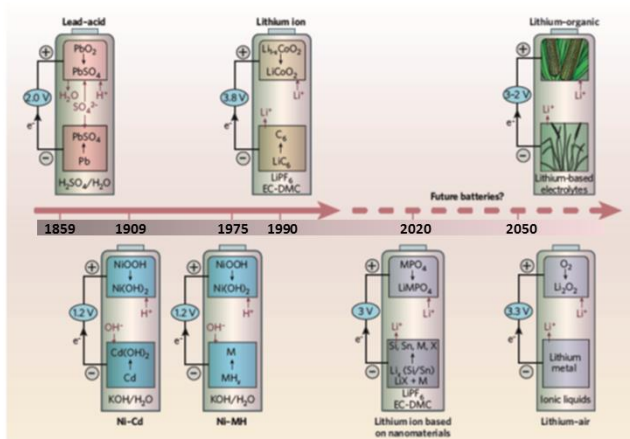 Lead-acid
PbO₂
PbSO₄
H₂O
H⁺
SO₄²⁻
2.0 V
e⁻
PbSO₄
Pb
H₂SO₄/H₂O
Lithium ion
Li₁₋ₓCoO₂
LiCoO₂
Li⁺
Li⁺
3.8 V
e⁻
C₆
LiC₆
LiPF₆
EC-DMC
Lithium-organic
Li⁺
Li⁺
3-2 V
e⁻
Lithium-based
electrolytes
Future batteries?
1859
1909
1975
1990
2020
2050
NiOOH
Ni(OH)₂
H⁺
OH⁻
1.2 V
e⁻
Cd(OH)₂
Cd
KOH/H₂O
Ni-Cd
NiOOH
Ni(OH)₂
H⁺
OH⁻
1.2 V
e⁻
M
MHₓ
KOH/H₂O
Ni-MH
MPO₄
LiMPO₄
Li⁺
Li⁺
3 V
e⁻
Si, Sn, M, X
Liₓ (Si/Sn)
LiX + M
LiPF₆
EC-DMC
Lithium ion based
on nanomaterials
O₂
Li₂O₂
Li⁺
Li⁺
3.3 V
e⁻
Lithium
metal
Ionic liquids
Lithium-air